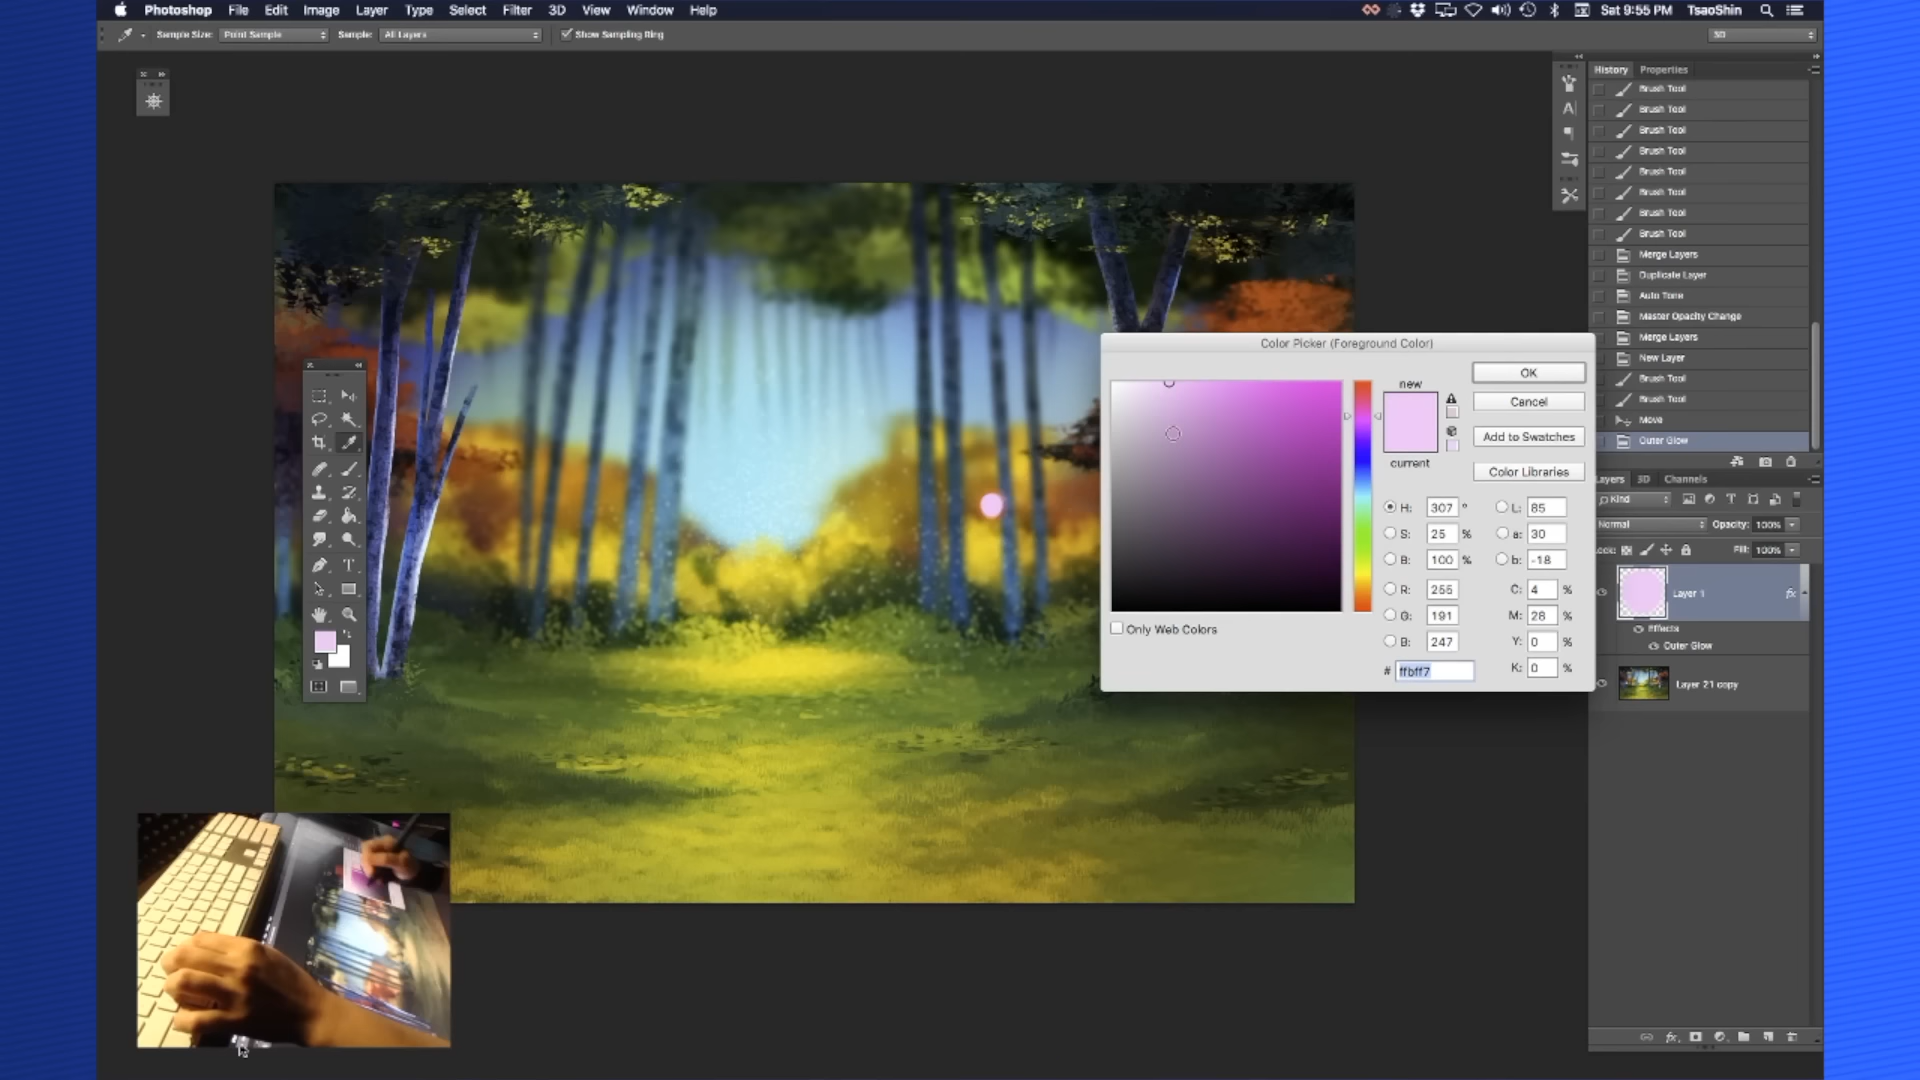 Photoshop File Edit Image Layer Type Select Filter 3D View Window Help Sat 9:55 PM TsaoShin
Sample Size: Point Sample Sample: All Layers Show Sampling Ring 3D
History Properties
Brush Tool
Brush Tool
Brush Tool
Brush Tool
Brush Tool
Brush Tool
Brush Tool
Brush Tool
Merge Layers
Duplicate Layer
Auto Tone
Master Opacity Change
Merge Layers
New Layer
Brush Tool
Brush Tool
Move
Outer Glow
Color Picker (Foreground Color)
new
current
OK
Cancel
Add to Swatches
Color Libraries
H: 307 ° L: 85
S: 25 % a: 30
B: 100 % b: -18
R: 255 C: 4 %
G: 191 M: 28 %
B: 247 Y: 0 %
# ffbff7 K: 0 %
Only Web Colors
Layers 3D Channels
Kind
Normal Opacity: 100%
Lock: Fill: 100%
Layer 1 fx
Effects
Outer Glow
Layer 21 copy